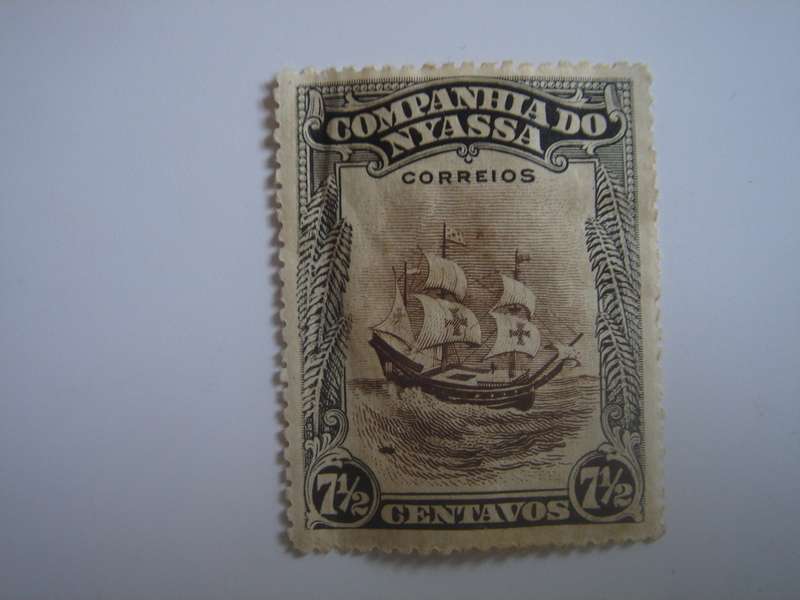 COMPANHIA DO
NYASSA
CORREIOS
7½ CENTAVOS 7½